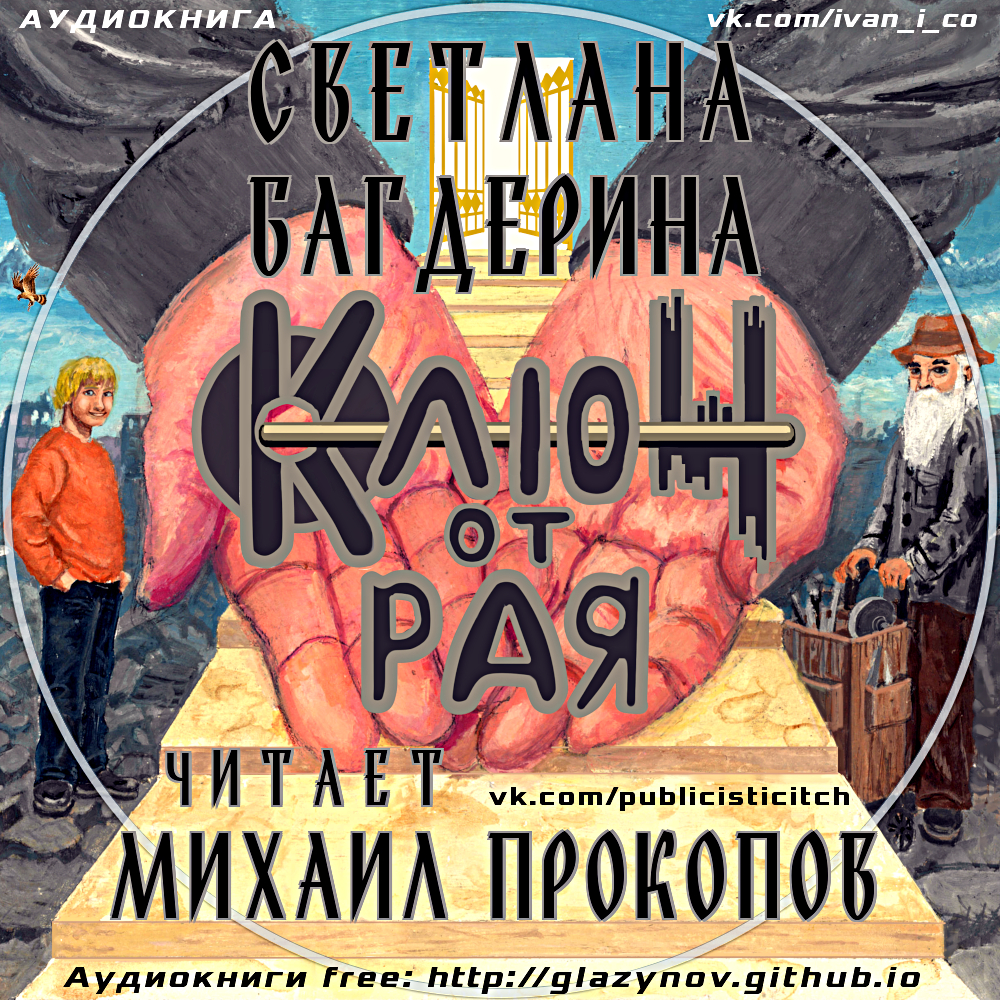 АУДИОКНИГА
vk.com/ivan_i_co
СВЕТЛАНА
БАГДЕРИНА
КЛЮЧ
ОТ
РАЯ
ЧИТАЕТ
vk.com/publicisticitch
МИХАИЛ ПРОКОПОВ
Аудиокниги free: http://glazynov.github.io